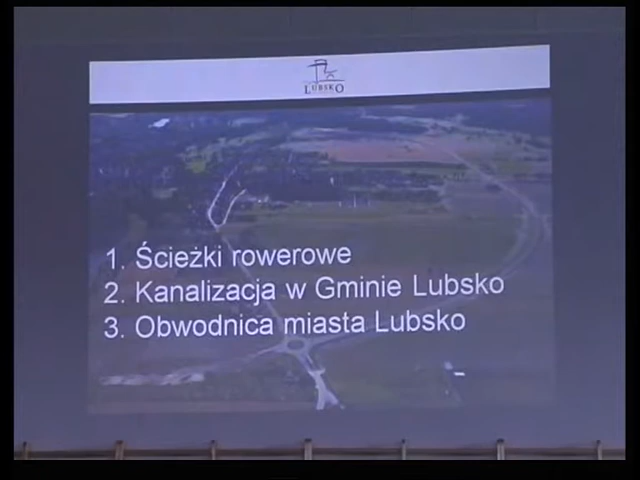 LUBSKO
1. Ścieżki rowerowe
2. Kanalizacja w Gminie Lubsko
3. Obwodnica miasta Lubsko